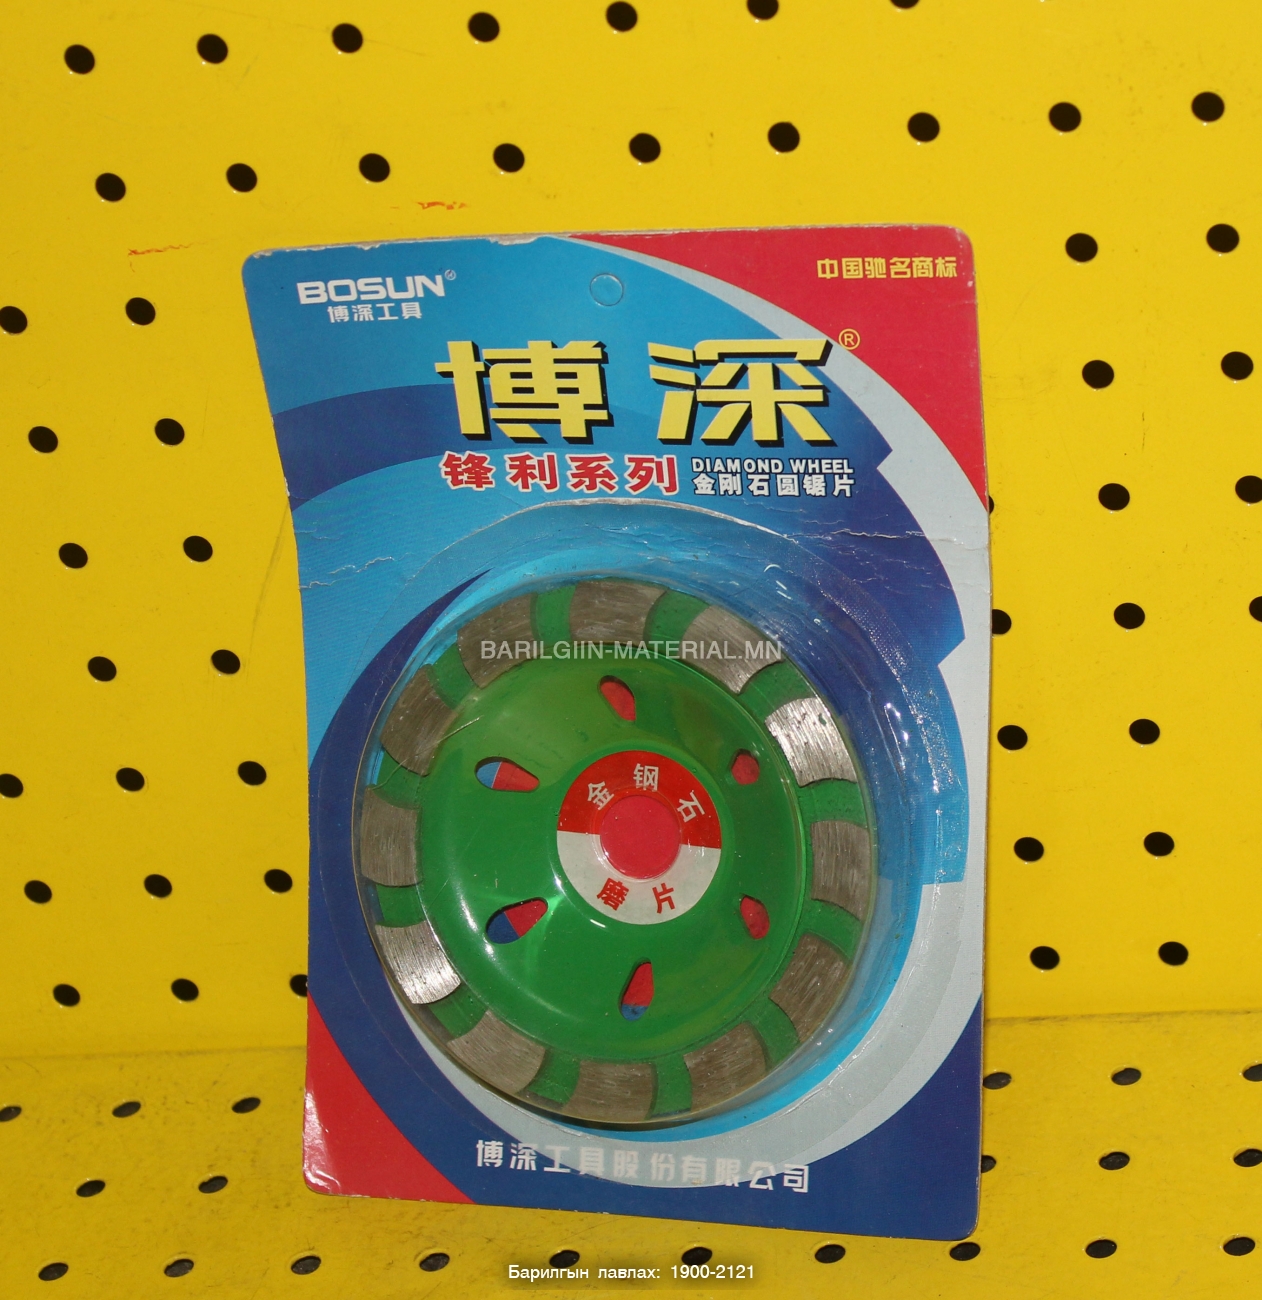 BOSUN®
博深工具
中国驰名商标
博深®
锋利系列
DIAMOND WHEEL
金刚石圆锯片
BARILGIIN-MATERIAL.MN
金钢石
磨片
博深工具股份有限公司
Барилгын лавлах: 1900-2121